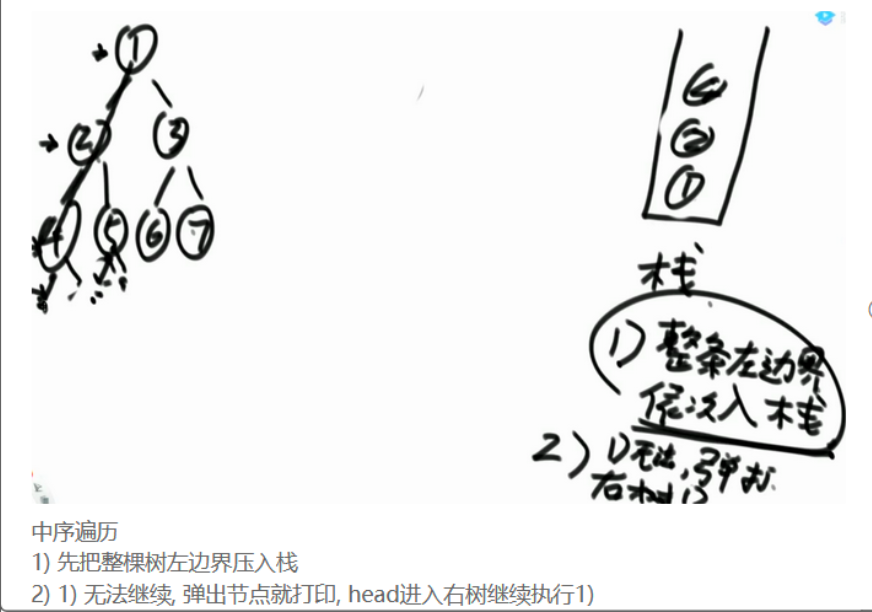 1
2
3
4
5
6
7
4
2
1
栈
1) 整条左边界
依次入栈
2) 1) 无法,弹打.
右树 1)
中序遍历
1) 先把整棵树左边界压入栈
2) 1) 无法继续, 弹出节点就打印, head进入右树继续执行1)